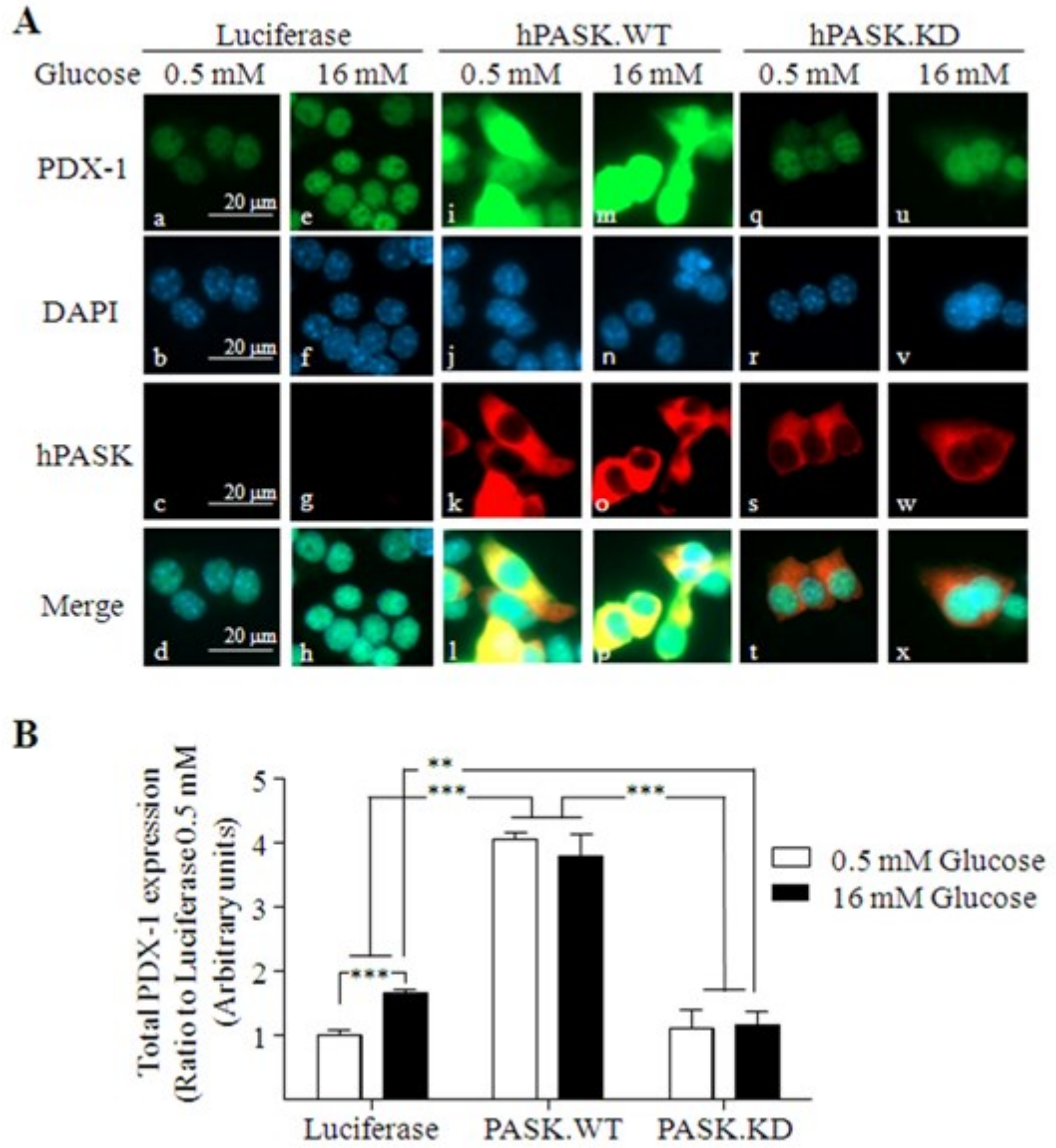 A
Luciferase hPASK.WT hPASK.KD
Glucose 0.5 mM 16 mM 0.5 mM 16 mM 0.5 mM 16 mM
PDX-1
20 μm
a e i m q u
DAPI
20 μm
b f j n r v
hPASK
20 μm
c g k o s w
Merge
20 μm
d h l p t x
B
Total PDX-1 expression
(Ratio to Luciferase 0.5 mM
(Arbitrary units)
5
4
3
2
1
**
*** ***
***
0.5 mM Glucose
16 mM Glucose
Luciferase PASK.WT PASK.KD